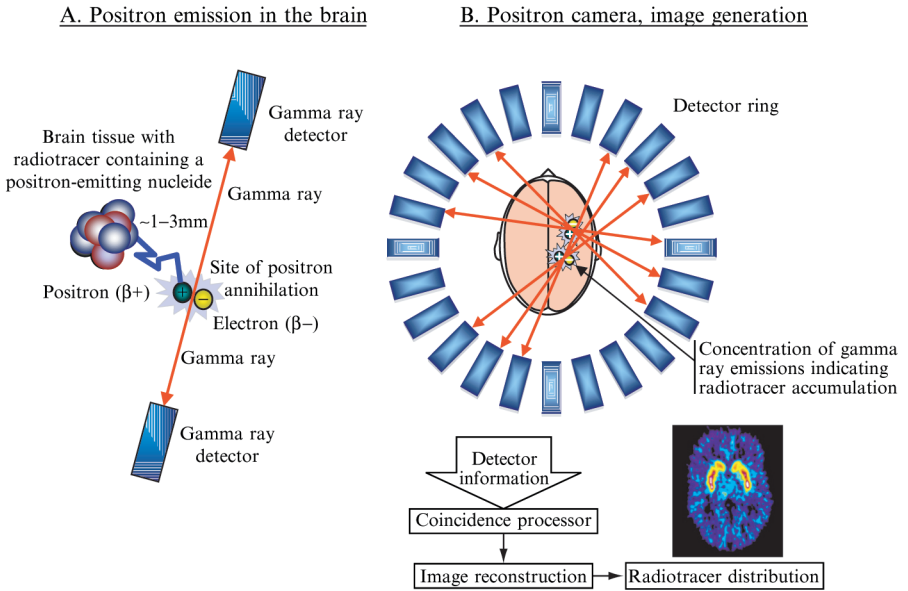 A. Positron emission in the brain
Gamma ray
detector
Brain tissue with
radiotracer containing a
positron-emitting nucleide
Gamma ray
~1−3mm
Site of positron
annihilation
Positron (β+)
+
−
Electron (β−)
Gamma ray
Gamma ray
detector
B. Positron camera, image generation
Detector ring
+
−
+
−
Concentration of gamma
ray emissions indicating
radiotracer accumulation
Detector
information
Coincidence processor
Image reconstruction
Radiotracer distribution